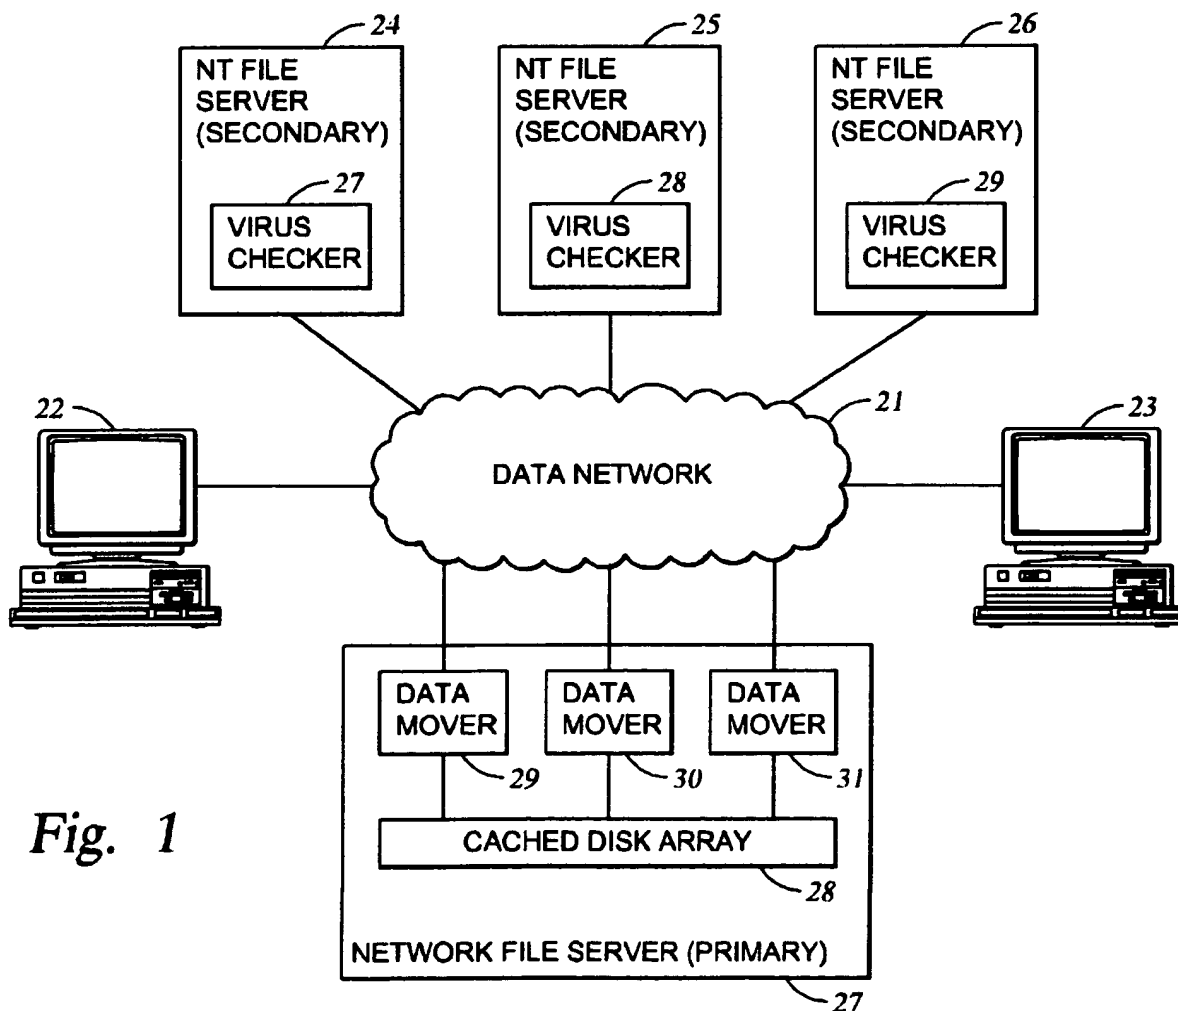 24
25
26
NT FILE
SERVER
(SECONDARY)
NT FILE
SERVER
(SECONDARY)
NT FILE
SERVER
(SECONDARY)
27
28
29
VIRUS
CHECKER
VIRUS
CHECKER
VIRUS
CHECKER
22
21
23
DATA NETWORK
DATA
MOVER
DATA
MOVER
DATA
MOVER
29
30
31
Fig. 1
CACHED DISK ARRAY
28
NETWORK FILE SERVER (PRIMARY)
27